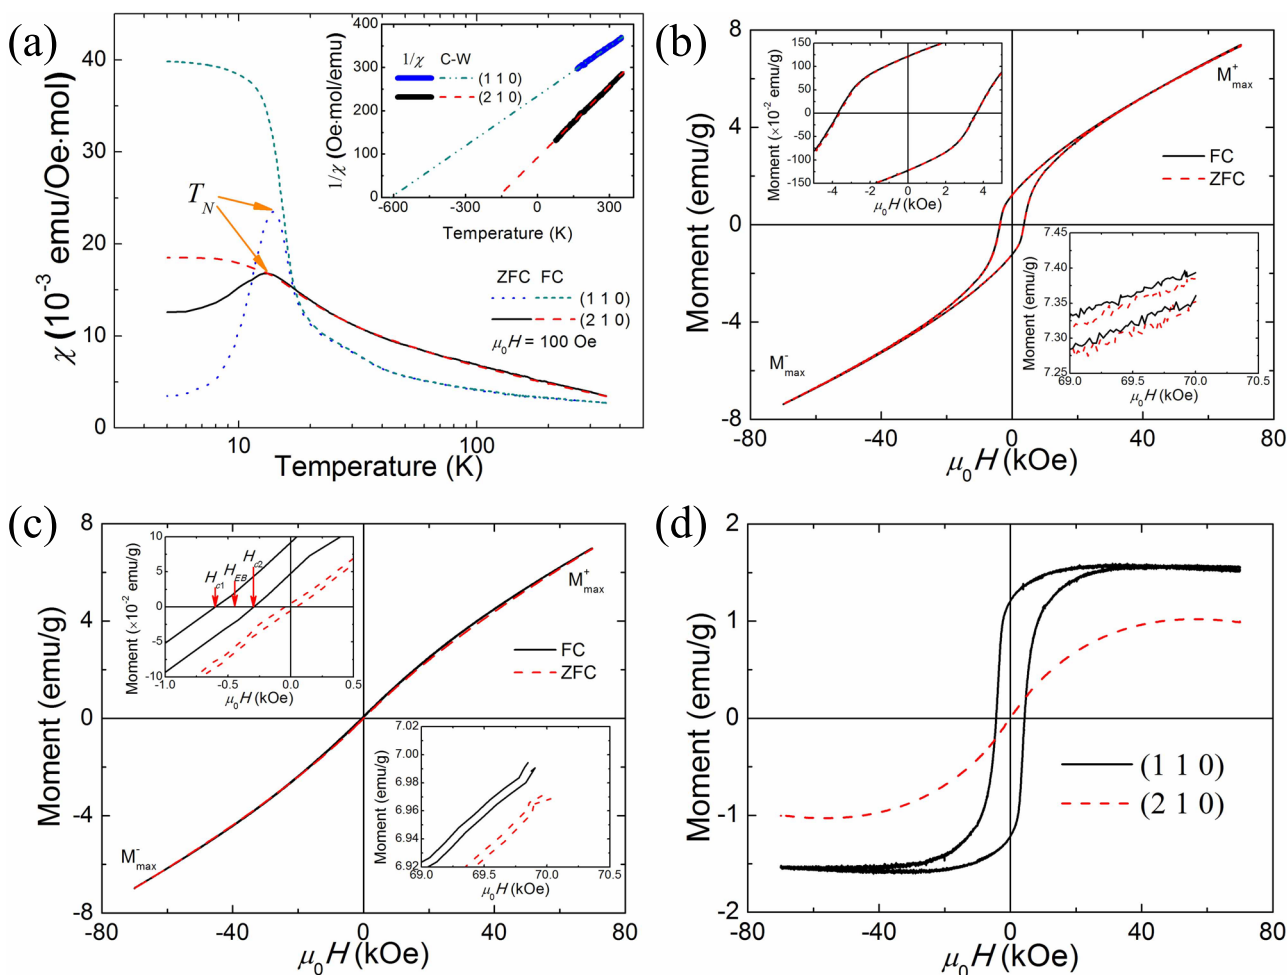 (a)
χ (10⁻³ emu/Oe·mol)
40
30
20
10
0
10
100
Temperature (K)
T_N
ZFC FC
(1 1 0)
(2 1 0)
μ₀H = 100 Oe
1/χ (Oe·mol/emu)
400
300
200
100
0
-600
-300
0
300
Temperature (K)
1/χ C-W
(1 1 0)
(2 1 0)
(b)
Moment (emu/g)
8
4
0
-4
-8
-80
-40
0
40
80
μ₀H (kOe)
M⁺max
M⁻max
FC
ZFC
Moment (×10⁻² emu/g)
150
100
50
0
-50
-100
-150
-4
-2
0
2
4
μ₀H (kOe)
Moment (emu/g)
7.45
7.40
7.35
7.30
7.25
69.0
69.5
70.0
70.5
μ₀H (kOe)
(c)
Moment (emu/g)
8
4
0
-4
-8
-80
-40
0
40
80
μ₀H (kOe)
M⁺max
M⁻max
FC
ZFC
Moment (×10⁻² emu/g)
10
5
0
-5
-10
-1.0
-0.5
0.0
0.5
μ₀H (kOe)
H_c1
H_EB
H_c2
Moment (emu/g)
7.02
7.00
6.98
6.96
6.94
6.92
69.0
69.5
70.0
70.5
μ₀H (kOe)
(d)
Moment (emu/g)
2
1
0
-1
-2
-80
-40
0
40
80
μ₀H (kOe)
(1 1 0)
(2 1 0)